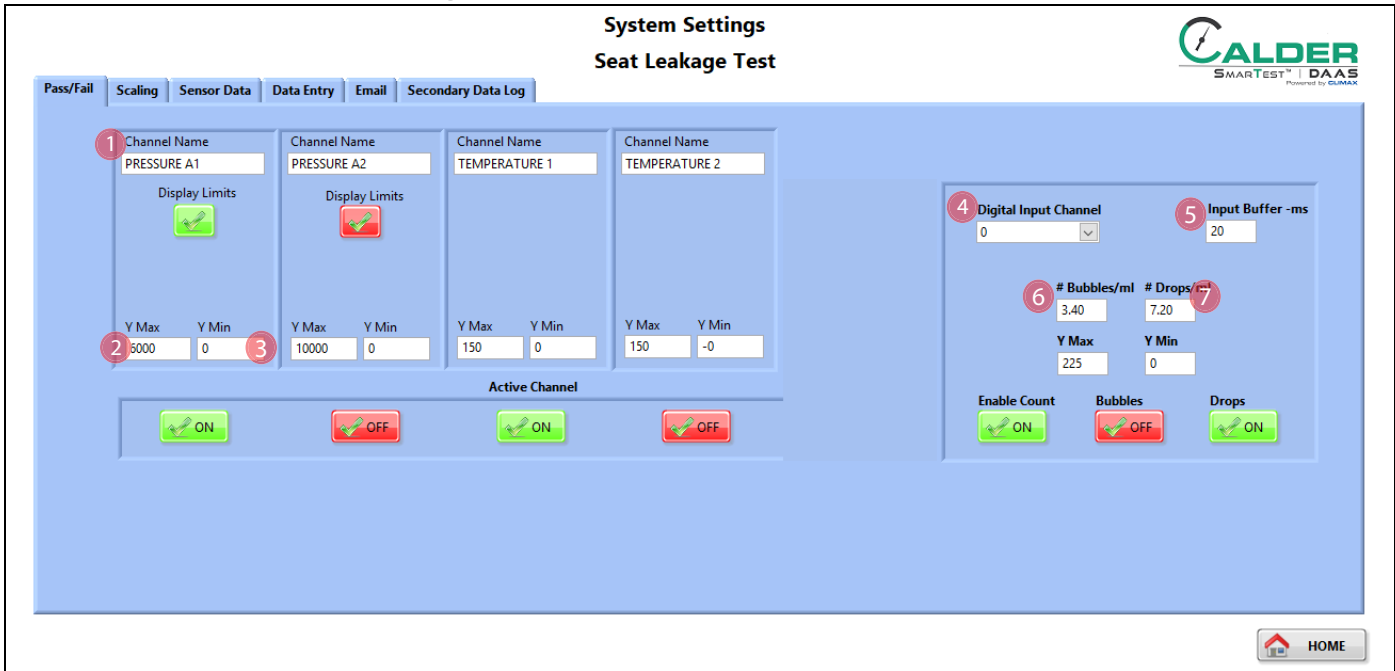 System Settings
Seat Leakage Test
CALDER
SMARTEST™ | DAAS
Powered by CLIMAX
Pass/Fail Scaling Sensor Data Data Entry Email Secondary Data Log
1 Channel Name Channel Name Channel Name Channel Name
PRESSURE A1 PRESSURE A2 TEMPERATURE 1 TEMPERATURE 2
Display Limits Display Limits
4 Digital Input Channel 5 Input Buffer -ms
0 20
6 # Bubbles/ml # Drops/ml 7
3.40 7.20
Y Max Y Min Y Max Y Min Y Max Y Min Y Max Y Min
2 6000 0 3 10000 0 150 0 150 -0
Y Max Y Min
225 0
Active Channel
Enable Count Bubbles Drops
ON OFF ON OFF
ON OFF ON
HOME